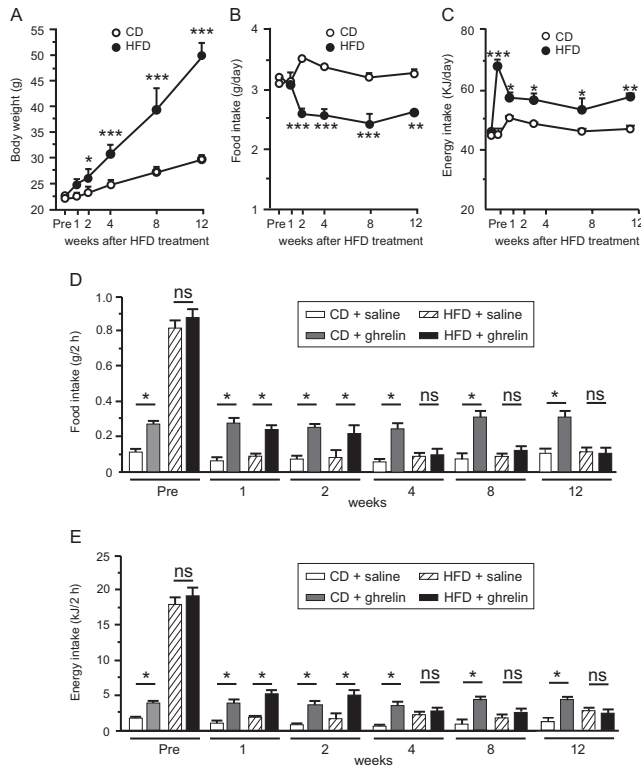 A
B
C
CD
HFD
CD
HFD
CD
HFD
Body weight (g)
55
50
45
40
35
30
25
20
*
***
***
***
Pre 1 2 4 8 12
weeks after HFD treatment
Food intake (g/day)
4
3
2
1
***
***
***
**
Pre 1 2 4 8 12
weeks after HFD treatment
Energy intake (KJ/day)
80
60
40
20
***
*
*
*
**
Pre 1 2 4 8 12
weeks after HFD treatment
D
Food intake (g/2 h)
1.0
0.8
0.6
0.4
0.2
0
ns
CD + saline HFD + saline
CD + ghrelin HFD + ghrelin
* * * * * * ns * ns * ns
Pre 1 2 4 8 12
weeks
E
Energy intake (kJ/2 h)
25
20
15
10
5
0
ns
CD + saline HFD + saline
CD + ghrelin HFD + ghrelin
* * * * * * ns * ns * ns
Pre 1 2 4 8 12
weeks